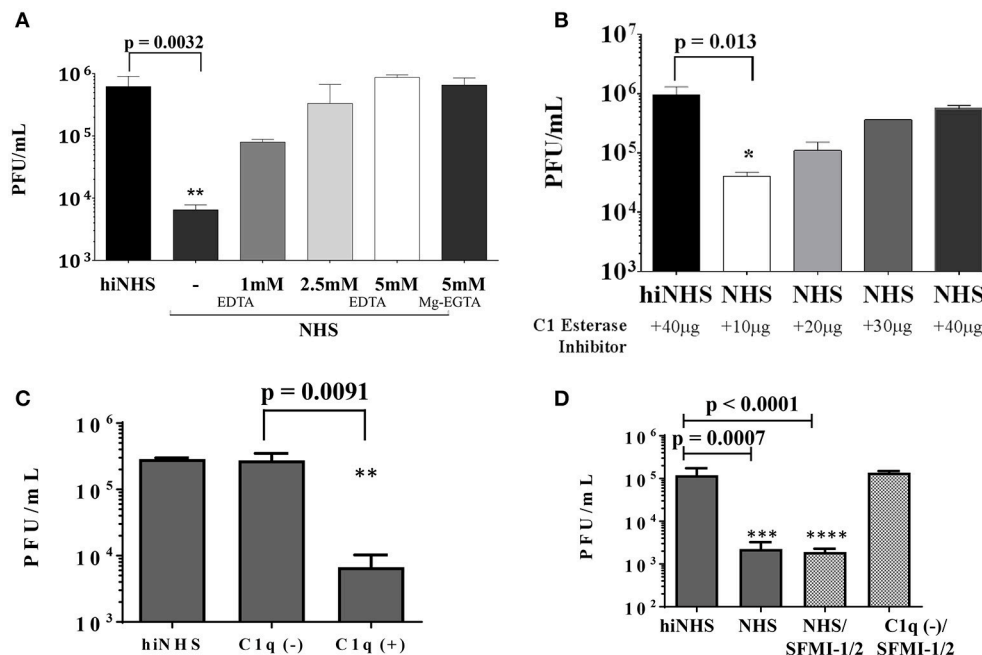 A
p = 0.0032
PFU/mL
10^6
10^5
10^4
10^3
**
hiNHS - 1mM 2.5mM 5mM 5mM
EDTA EDTA Mg-EGTA
NHS
B
p = 0.013
PFU/mL
10^7
10^6
10^5
10^4
10^3
*
hiNHS NHS NHS NHS NHS
C1 Esterase +40µg +10µg +20µg +30µg +40µg
Inhibitor
C
p = 0.0091
PFU/mL
10^6
10^5
10^4
10^3
**
hiNHS C1q (-) C1q (+)
D
p < 0.0001
p = 0.0007
PFU/mL
10^6
10^5
10^4
10^3
10^2
*** ****
hiNHS NHS NHS/ C1q (-)/
SFMI-1/2 SFMI-1/2